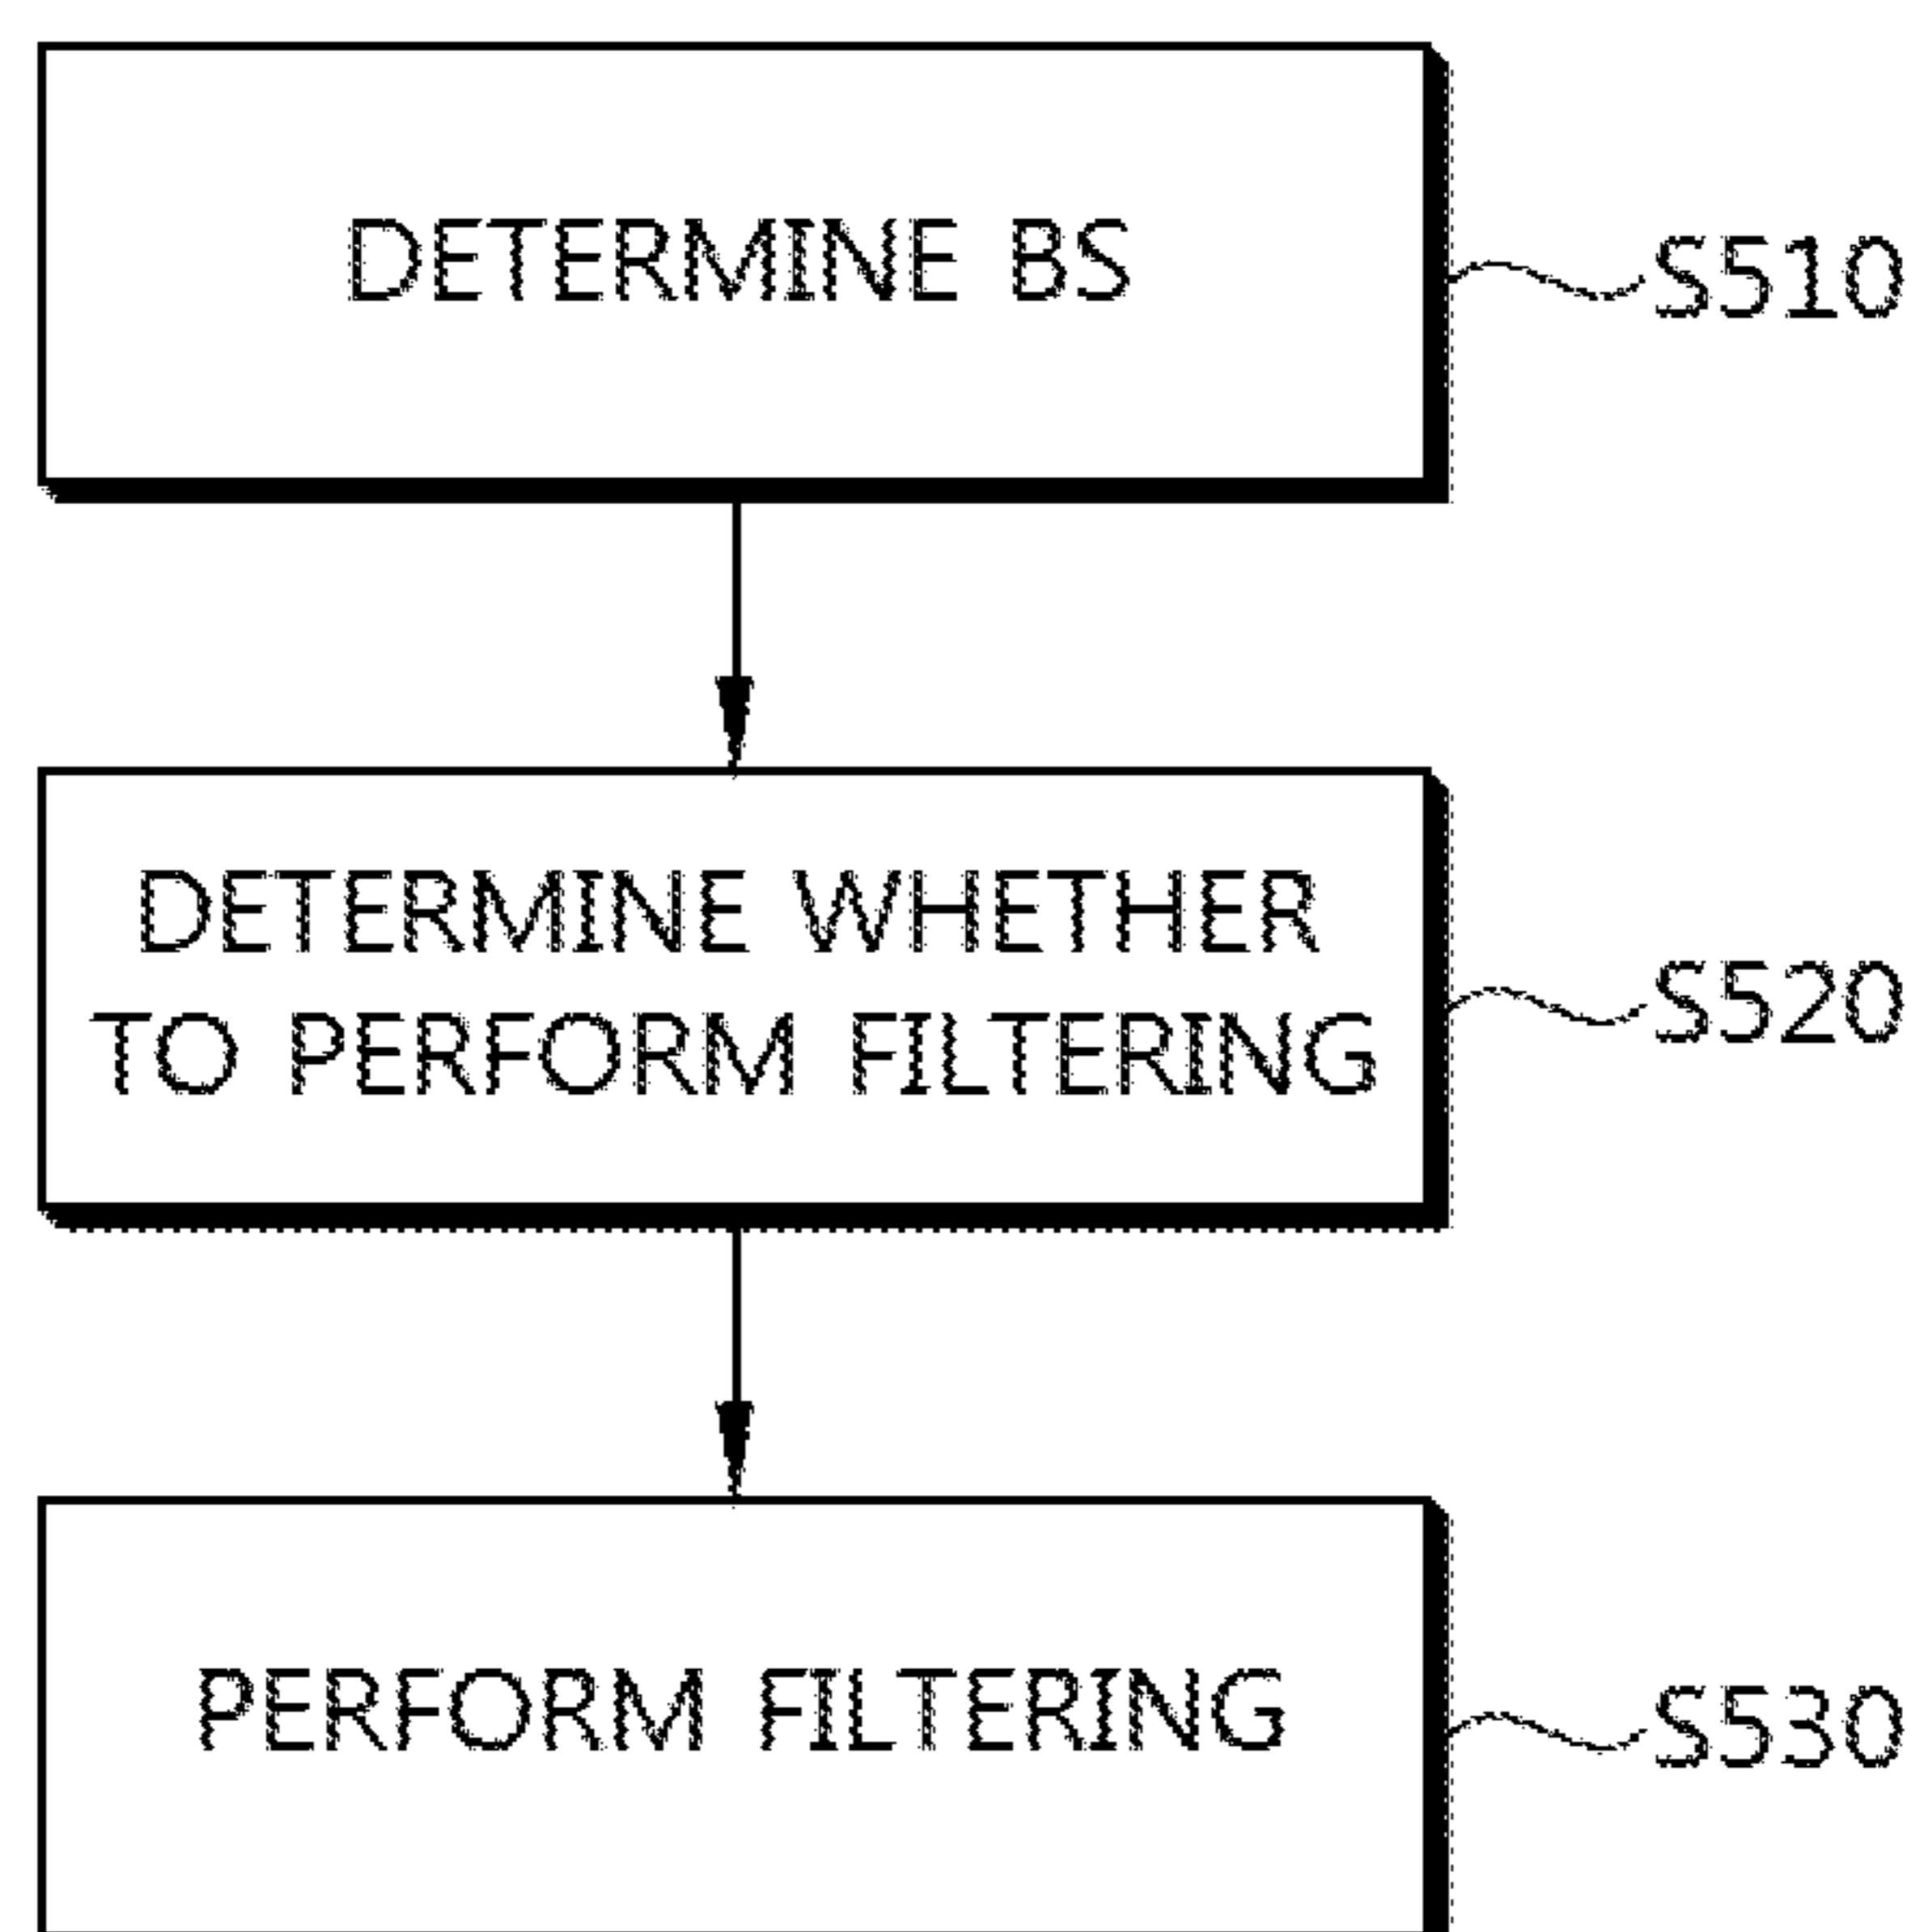 DETERMINE BS
S510
DETERMINE WHETHER
TO PERFORM FILTERING
S520
PERFORM FILTERING
S530